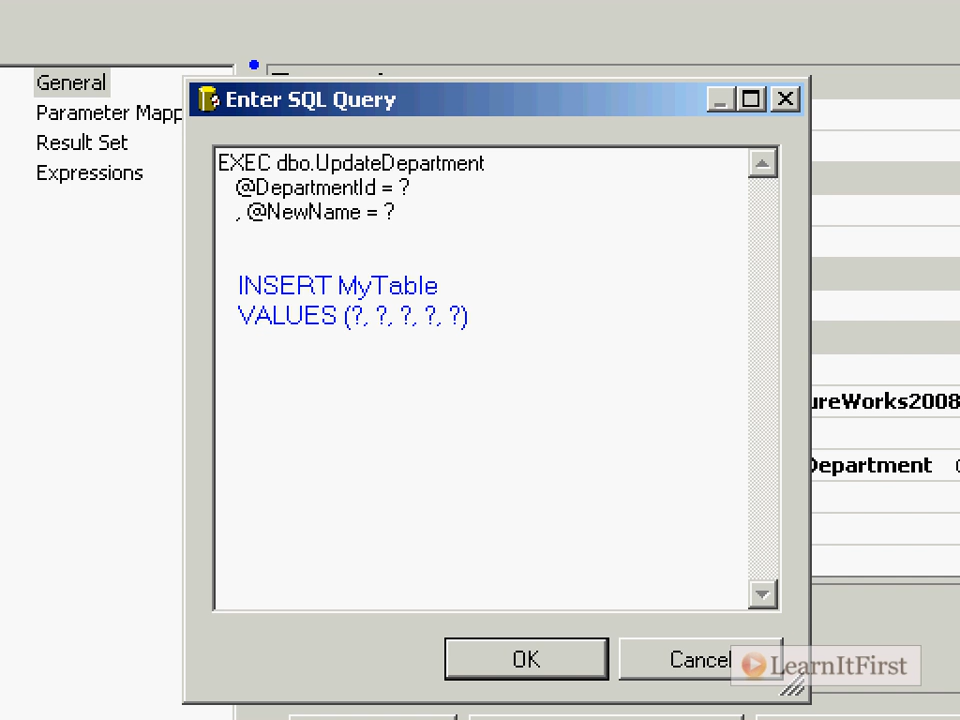 General
Parameter Mapp
Result Set
Expressions
Enter SQL Query
EXEC dbo.UpdateDepartment
@DepartmentId = ?
, @NewName = ?
INSERT MyTable
VALUES (?, ?, ?, ?, ?)
ureWorks2008
Department
OK
Cancel
LearnItFirst